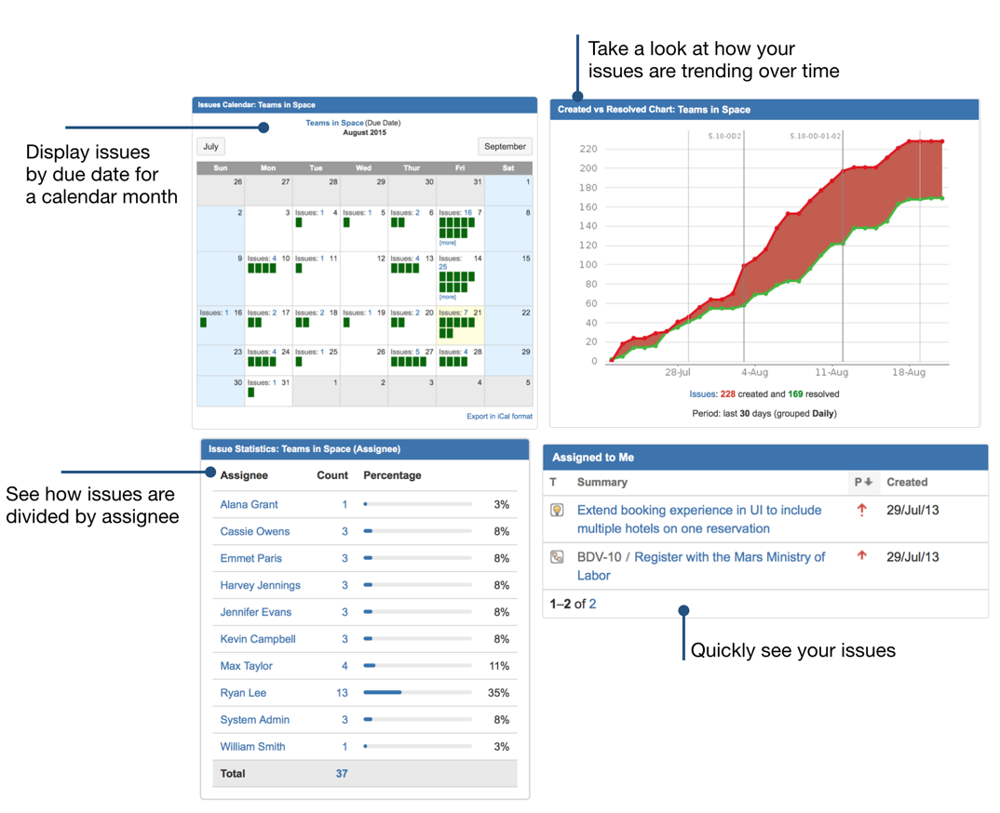 Take a look at how your
issues are trending over time
Display issues
by due date for
a calendar month
Issues Calendar: Teams in Space
Teams in Space (Due Date)
August 2015
July September
Sun Mon Tue Wed Thur Fri Sat
26 27 28 29 30 31 1
2 3 Issues: 1 4 Issues: 1 5 Issues: 2 6 Issues: 16 7 8
[more]
9 Issues: 4 10 Issues: 1 11 12 Issues: 4 13 Issues: 14 15
25
[more]
Issues: 1 16 Issues: 2 17 Issues: 2 18 Issues: 1 19 Issues: 2 20 Issues: 7 21 22
23 Issues: 4 24 Issues: 1 25 26 Issues: 5 27 Issues: 4 28 29
30 Issues: 1 31 1 2 3 4 5
Export in iCal format
Created vs Resolved Chart: Teams in Space
5.10-OD2 5.10-OD-01-02
220
200
180
160
140
120
100
80
60
40
20
0
28-Jul 4-Aug 11-Aug 18-Aug
Issues: 228 created and 169 resolved
Period: last 30 days (grouped Daily)
See how issues are
divided by assignee
Issue Statistics: Teams in Space (Assignee)
Assignee Count Percentage
Alana Grant 1 3%
Cassie Owens 3 8%
Emmet Paris 3 8%
Harvey Jennings 3 8%
Jennifer Evans 3 8%
Kevin Campbell 3 8%
Max Taylor 4 11%
Ryan Lee 13 35%
System Admin 3 8%
William Smith 1 3%
Total 37
Assigned to Me
T Summary P Created
Extend booking experience in UI to include 29/Jul/13
multiple hotels on one reservation
BDV-10 / Register with the Mars Ministry of 29/Jul/13
Labor
1–2 of 2
Quickly see your issues